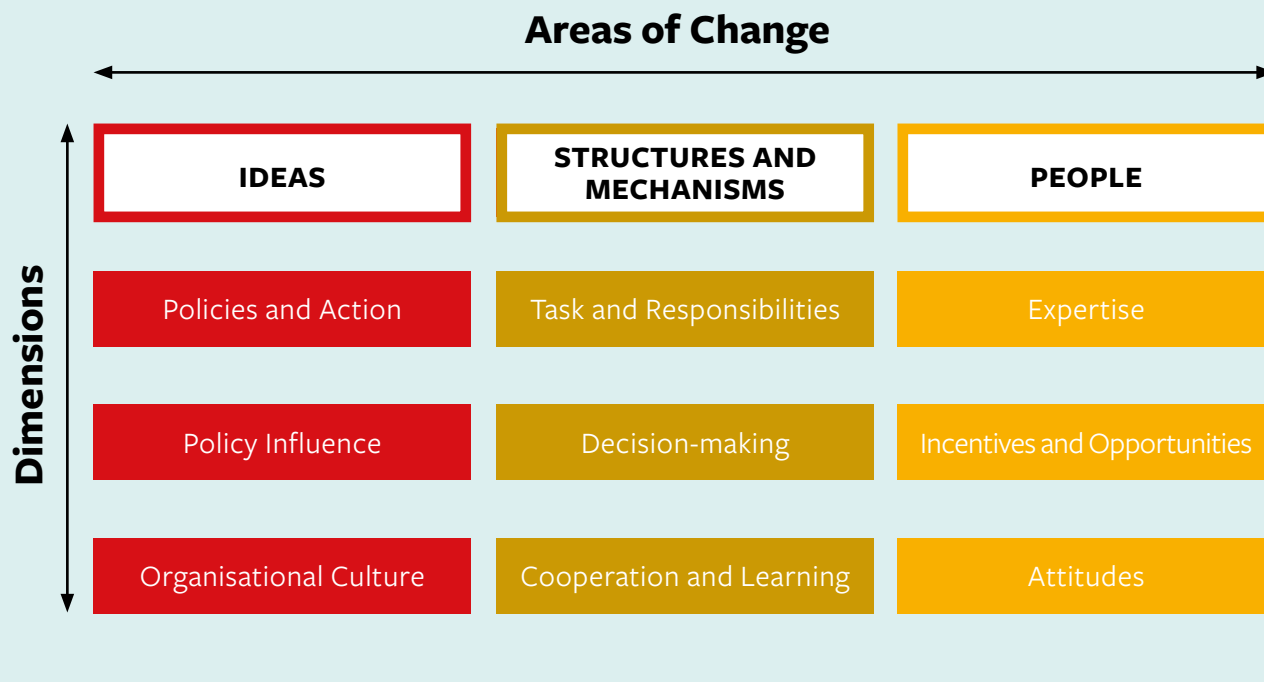 Areas of Change
Dimensions
IDEAS
STRUCTURES AND
MECHANISMS
PEOPLE
Policies and Action
Task and Responsibilities
Expertise
Policy Influence
Decision-making
Incentives and Opportunities
Organisational Culture
Cooperation and Learning
Attitudes